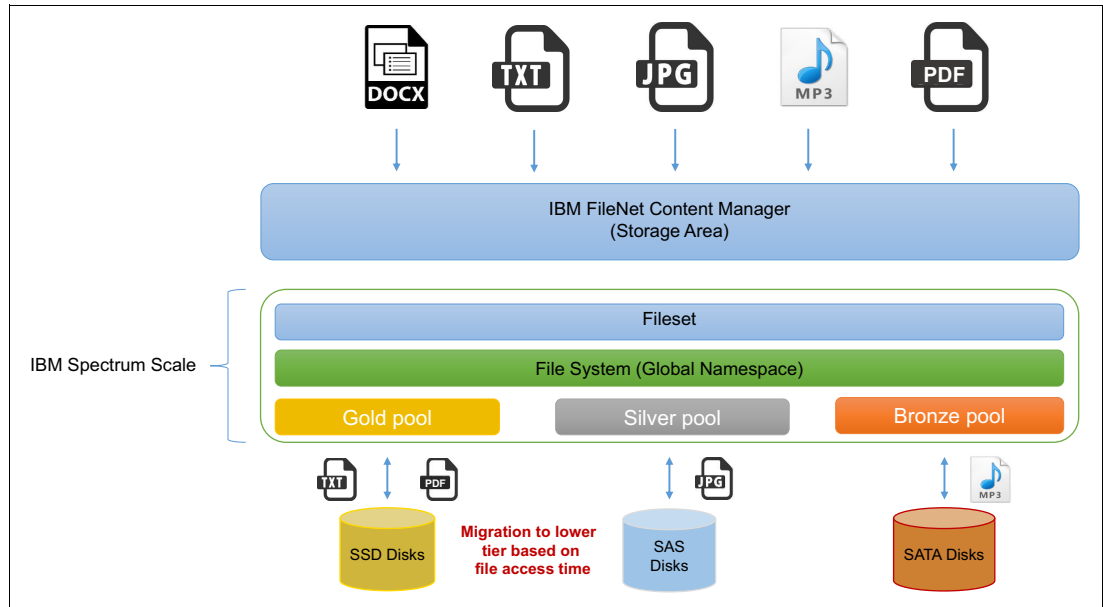 DOCX
TXT
JPG
MP3
PDF
IBM FileNet Content Manager
(Storage Area)
IBM Spectrum Scale
Fileset
File System (Global Namespace)
Gold pool
Silver pool
Bronze pool
TXT
PDF
JPG
MP3
SSD Disks
Migration to lower
tier based on
file access time
SAS
Disks
SATA Disks